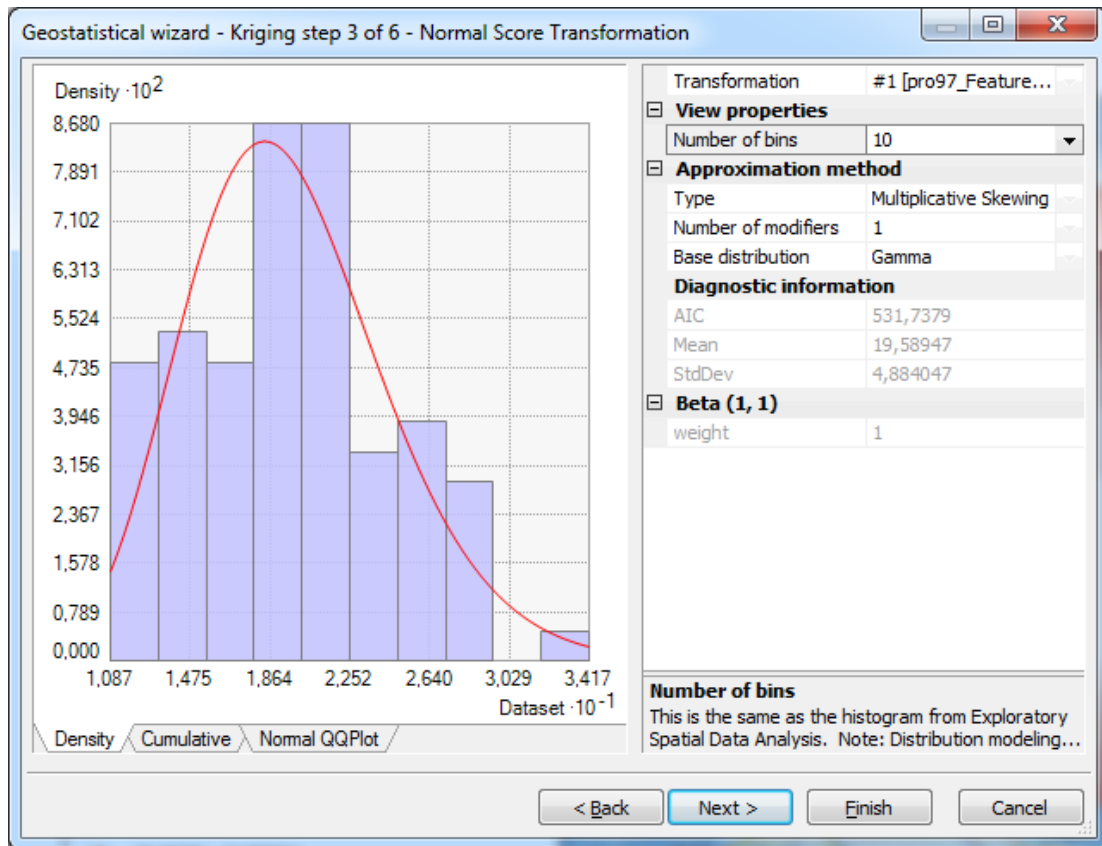 Geostatistical wizard - Kriging step 3 of 6 - Normal Score Transformation
Density ·10²
8,680
7,891
7,102
6,313
5,524
4,735
3,946
3,156
2,367
1,578
0,789
0,000
1,087 1,475 1,864 2,252 2,640 3,029 3,417
Dataset ·10⁻¹
Density Cumulative Normal QQPlot
Transformation #1 [pro97_Feature...
View properties
Number of bins 10
Approximation method
Type Multiplicative Skewing
Number of modifiers 1
Base distribution Gamma
Diagnostic information
AIC 531,7379
Mean 19,58947
StdDev 4,884047
Beta (1, 1)
weight 1
Number of bins
This is the same as the histogram from Exploratory
Spatial Data Analysis. Note: Distribution modeling...
< Back Next > Finish Cancel